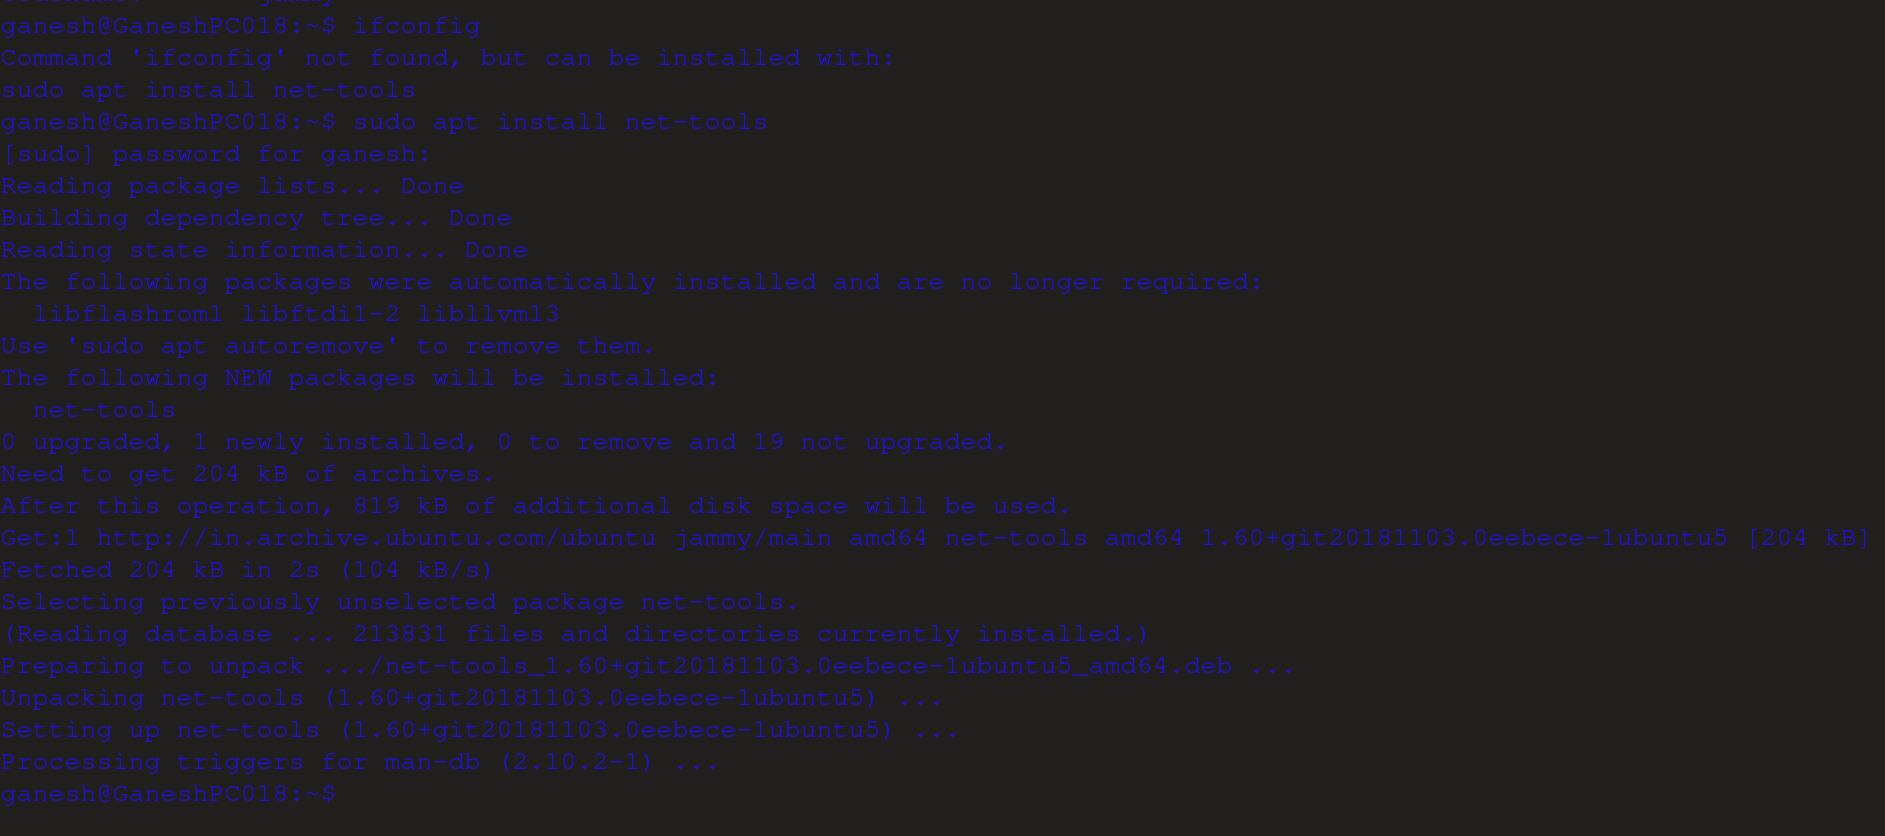 ganesh@GaneshPC018:~$ ifconfig
Command 'ifconfig' not found, but can be installed with:
sudo apt install net-tools
ganesh@GaneshPC018:~$ sudo apt install net-tools
[sudo] password for ganesh:
Reading package lists... Done
Building dependency tree... Done
Reading state information... Done
The following packages were automatically installed and are no longer required:
  libflashrom1 libftdi1-2 libllvm13
Use 'sudo apt autoremove' to remove them.
The following NEW packages will be installed:
  net-tools
0 upgraded, 1 newly installed, 0 to remove and 19 not upgraded.
Need to get 204 kB of archives.
After this operation, 819 kB of additional disk space will be used.
Get:1 http://in.archive.ubuntu.com/ubuntu jammy/main amd64 net-tools amd64 1.60+git20181103.0eebece-1ubuntu5 [204 kB]
Fetched 204 kB in 2s (104 kB/s)
Selecting previously unselected package net-tools.
(Reading database ... 213831 files and directories currently installed.)
Preparing to unpack .../net-tools_1.60+git20181103.0eebece-1ubuntu5_amd64.deb ...
Unpacking net-tools (1.60+git20181103.0eebece-1ubuntu5) ...
Setting up net-tools (1.60+git20181103.0eebece-1ubuntu5) ...
Processing triggers for man-db (2.10.2-1) ...
ganesh@GaneshPC018:~$